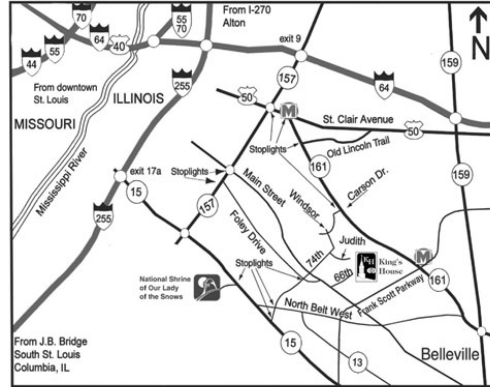 70
64
55
44
40
55
70
From I-270
Alton
exit 9
N
157
159
64
From downtown
St. Louis
ILLINOIS
255
50
M
St. Clair Avenue
50
MISSOURI
Stoplights
Old Lincoln Trail
Mississippi River
exit 17a
Stoplights
161
Carson Dr.
15
Main Street
Windsor
159
157
Foley Drive
255
Judith
74th
KH
King's
House
M
66th
Stoplights
National Shrine
of Our Lady
of the Snows
Frank Scott Parkway
161
North Belt West
From J.B. Bridge
South St. Louis
Columbia, IL
15
13
Belleville